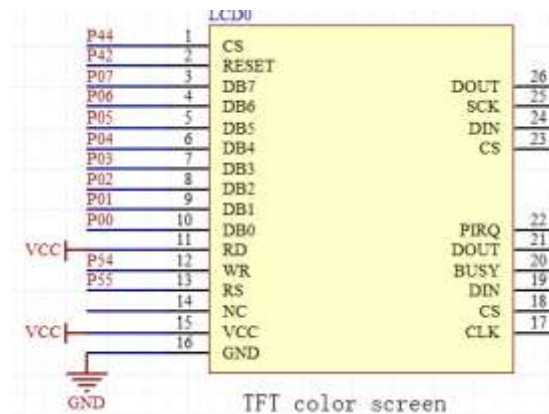 LCD0
P44 1 CS
P42 2 RESET
P07 3 DB7 DOUT 26
P06 4 DB6 SCK 25
P05 5 DB5 DIN 24
P04 6 DB4 CS 23
P03 7 DB3
P02 8 DB2
P01 9 DB1
P00 10 DB0 PIRQ 22
VCC 11 RD DOUT 21
P54 12 WR BUSY 20
P55 13 RS DIN 19
14 NC CS 18
VCC 15 VCC CLK 17
16 GND
GND TFT color screen